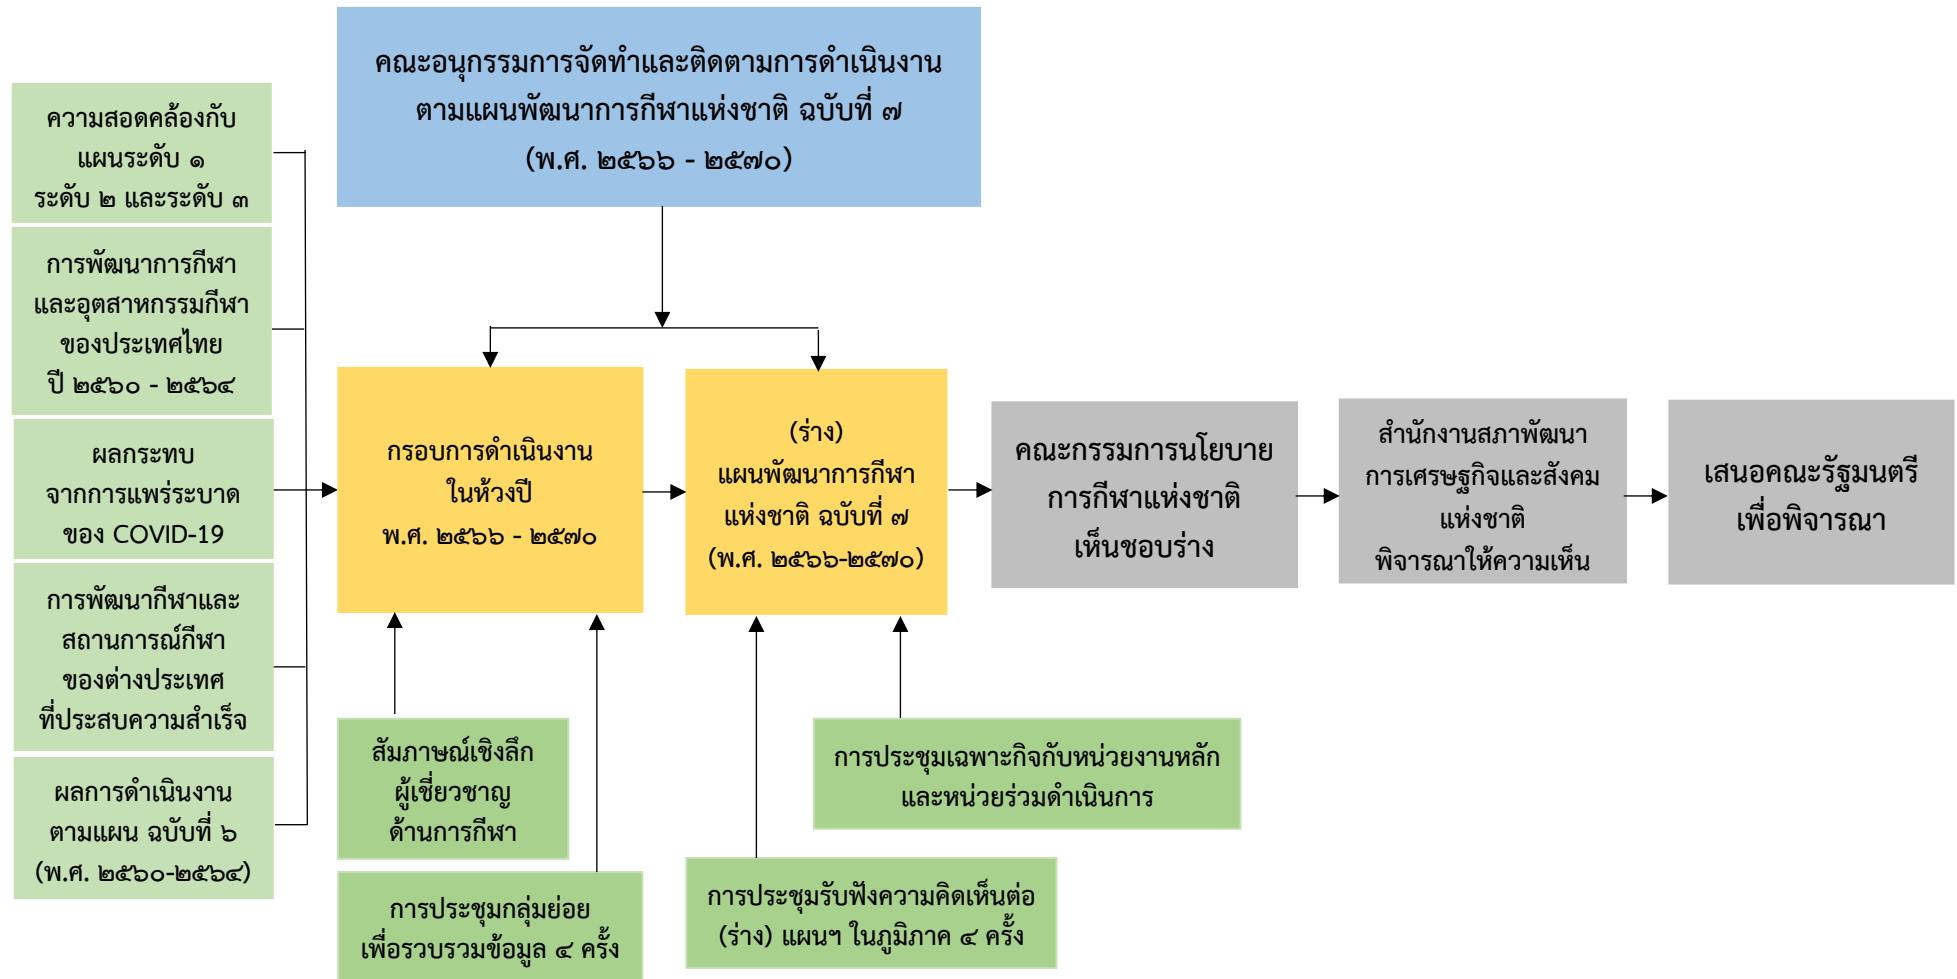 คณะอนุกรรมการจัดทำและติดตามการดำเนินงาน
ตามแผนพัฒนาการกีฬาแห่งชาติ ฉบับที่ ๗
(พ.ศ. ๒๕๖๖ - ๒๕๗๐)
ความสอดคล้องกับ
แผนระดับ ๑
ระดับ ๒ และระดับ ๓
การพัฒนาการกีฬา
และอุตสาหกรรมกีฬา
ของประเทศไทย
ปี ๒๕๖๐ - ๒๕๖๔
ผลกระทบ
จากการแพร่ระบาด
ของ COVID-19
การพัฒนากีฬาและ
สถานการณ์กีฬา
ของต่างประเทศ
ที่ประสบความสำเร็จ
ผลการดำเนินงาน
ตามแผน ฉบับที่ ๖
(พ.ศ. ๒๕๖๐-๒๕๖๔)
กรอบการดำเนินงาน
ในห้วงปี
พ.ศ. ๒๕๖๖ - ๒๕๗๐
(ร่าง)
แผนพัฒนาการกีฬา
แห่งชาติ ฉบับที่ ๗
(พ.ศ. ๒๕๖๖-๒๕๗๐)
คณะกรรมการนโยบาย
การกีฬาแห่งชาติ
เห็นชอบร่าง
สำนักงานสภาพัฒนา
การเศรษฐกิจและสังคม
แห่งชาติ
พิจารณาให้ความเห็น
เสนอคณะรัฐมนตรี
เพื่อพิจารณา
สัมภาษณ์เชิงลึก
ผู้เชี่ยวชาญ
ด้านการกีฬา
การประชุมกลุ่มย่อย
เพื่อรวบรวมข้อมูล ๔ ครั้ง
การประชุมเฉพาะกิจกับหน่วยงานหลัก
และหน่วยร่วมดำเนินการ
การประชุมรับฟังความคิดเห็นต่อ
(ร่าง) แผนฯ ในภูมิภาค ๔ ครั้ง